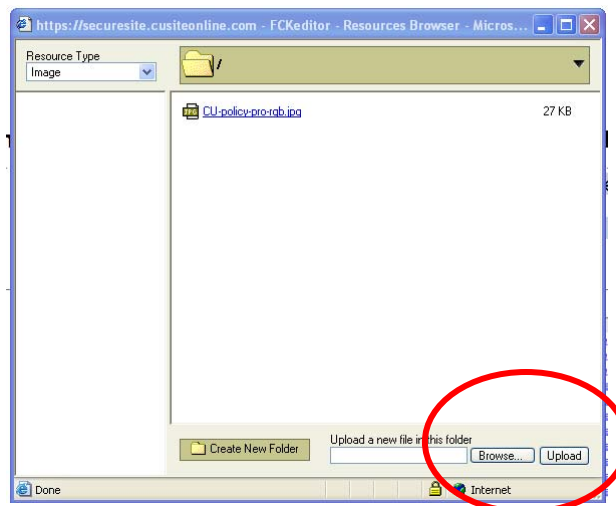 https://securesite.cusiteonline.com - FCKeditor - Resources Browser - Micros...
Resource Type
Image
/
CU-policy-pro-rgb.jpg 27 KB
Create New Folder
Upload a new file in this folder
Browse... Upload
Done
Internet